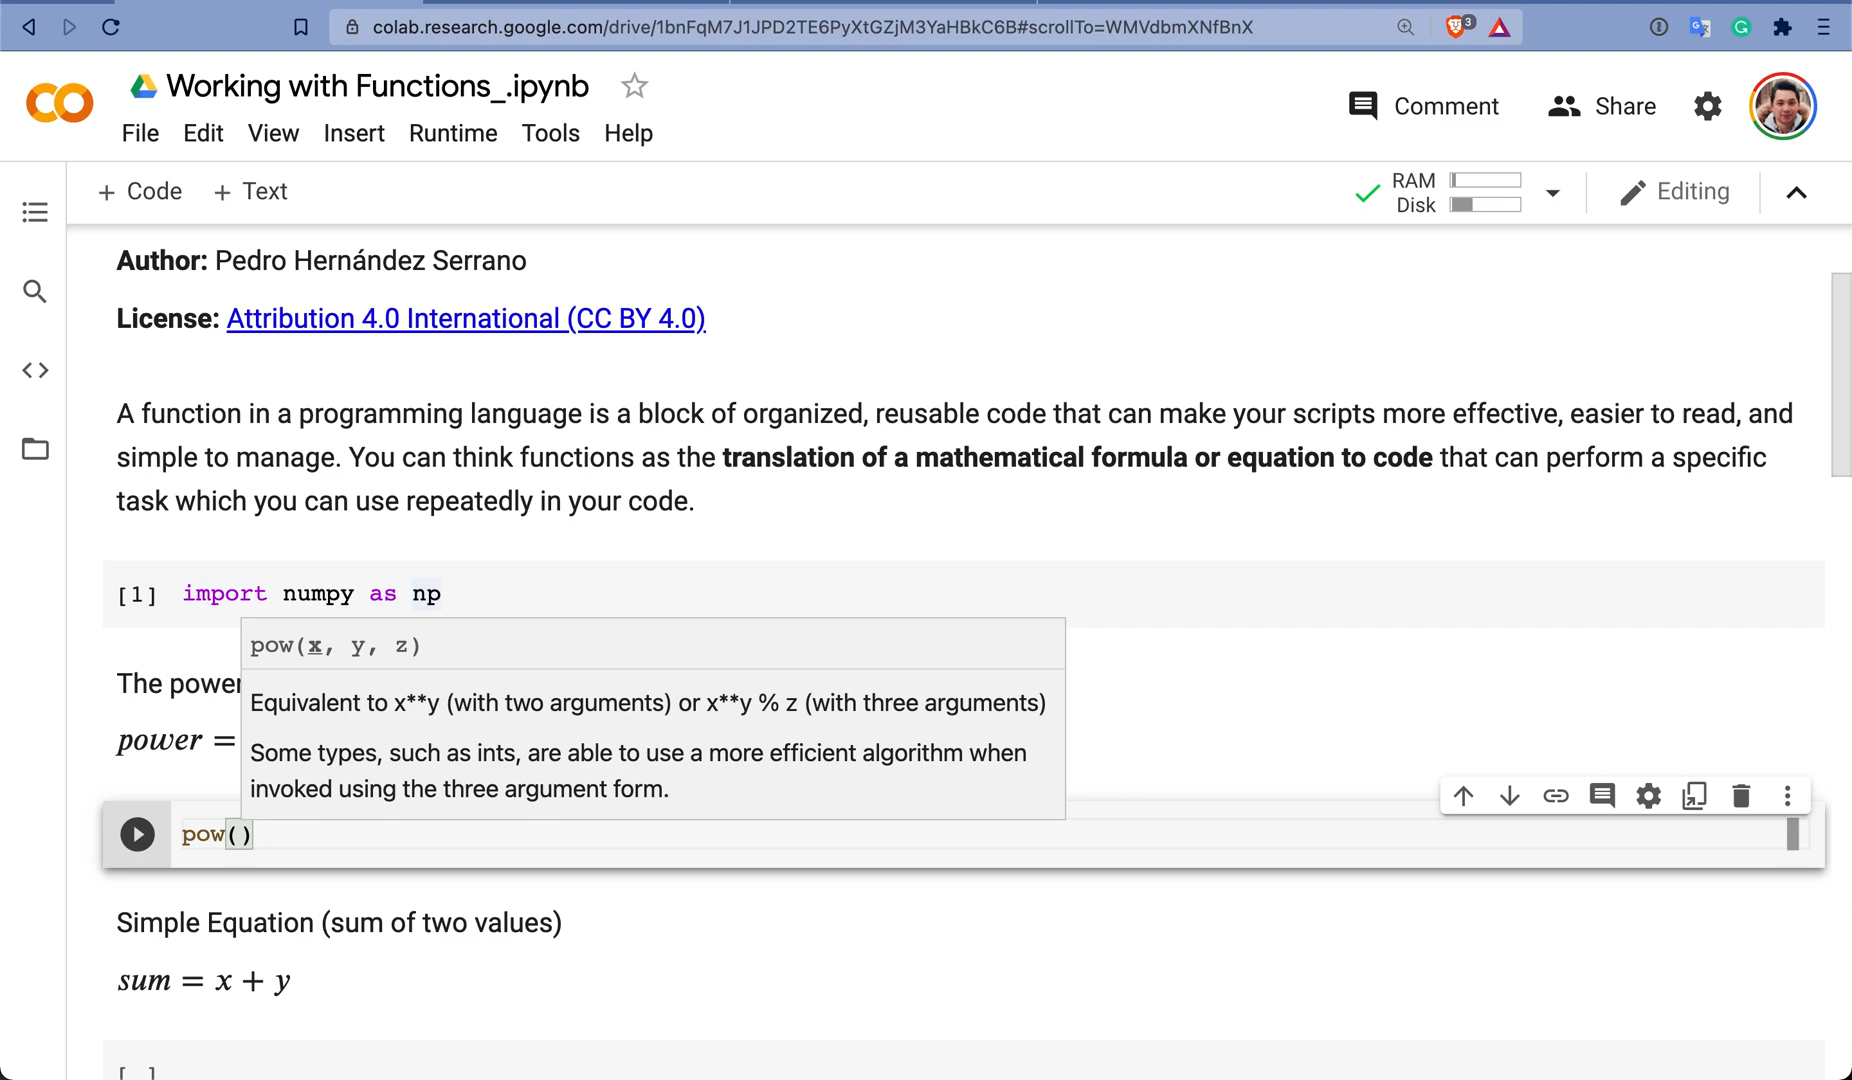 colab.research.google.com/drive/1bnFqM7J1JPD2TE6PyXtGZjM3YaHBkC6B#scrollTo=WMVdbmXNfBnX
3
CO
Working with Functions_.ipynb
Comment
Share
File Edit View Insert Runtime Tools Help
+ Code + Text
RAM
Disk
Editing
Author: Pedro Hernández Serrano
License: Attribution 4.0 International (CC BY 4.0)
A function in a programming language is a block of organized, reusable code that can make your scripts more effective, easier to read, and
simple to manage. You can think functions as the translation of a mathematical formula or equation to code that can perform a specific
task which you can use repeatedly in your code.
[1] import numpy as np
pow(x, y, z)
The power
Equivalent to x**y (with two arguments) or x**y % z (with three arguments)
power =
Some types, such as ints, are able to use a more efficient algorithm when
invoked using the three argument form.
pow()
Simple Equation (sum of two values)
sum = x + y
[ ]